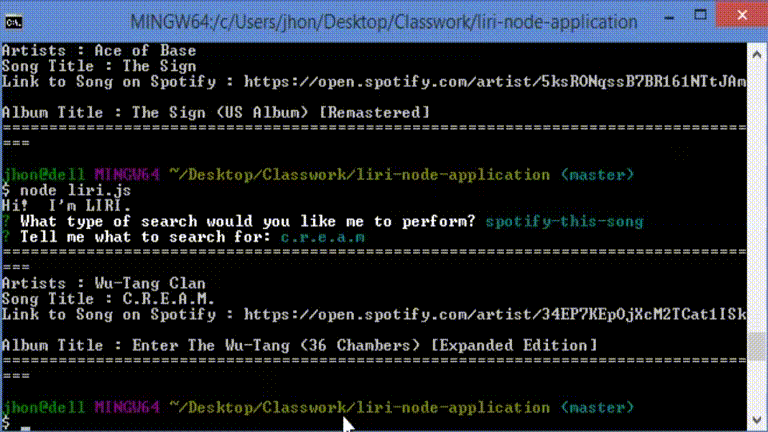 MINGW64:/c/Users/jhon/Desktop/Classwork/liri-node-application
Artists : Ace of Base
Song Title : The Sign
Link to Song on Spotify : https://open.spotify.com/artist/5ksRONqssB7BR161NTtJAm
Album Title : The Sign (US Album) [Remastered]
================================================================================
===
jhon@dell MINGW64 ~/Desktop/Classwork/liri-node-application (master)
$ node liri.js
Hi!  I'm LIRI.
? What type of search would you like me to perform? spotify-this-song
? Tell me what to search for: c.r.e.a.m
================================================================================
===
Artists : Wu-Tang Clan
Song Title : C.R.E.A.M.
Link to Song on Spotify : https://open.spotify.com/artist/34EP7KEpOjXcM2TCat1ISk
Album Title : Enter The Wu-Tang (36 Chambers) [Expanded Edition]
================================================================================
===
jhon@dell MINGW64 ~/Desktop/Classwork/liri-node-application (master)
$